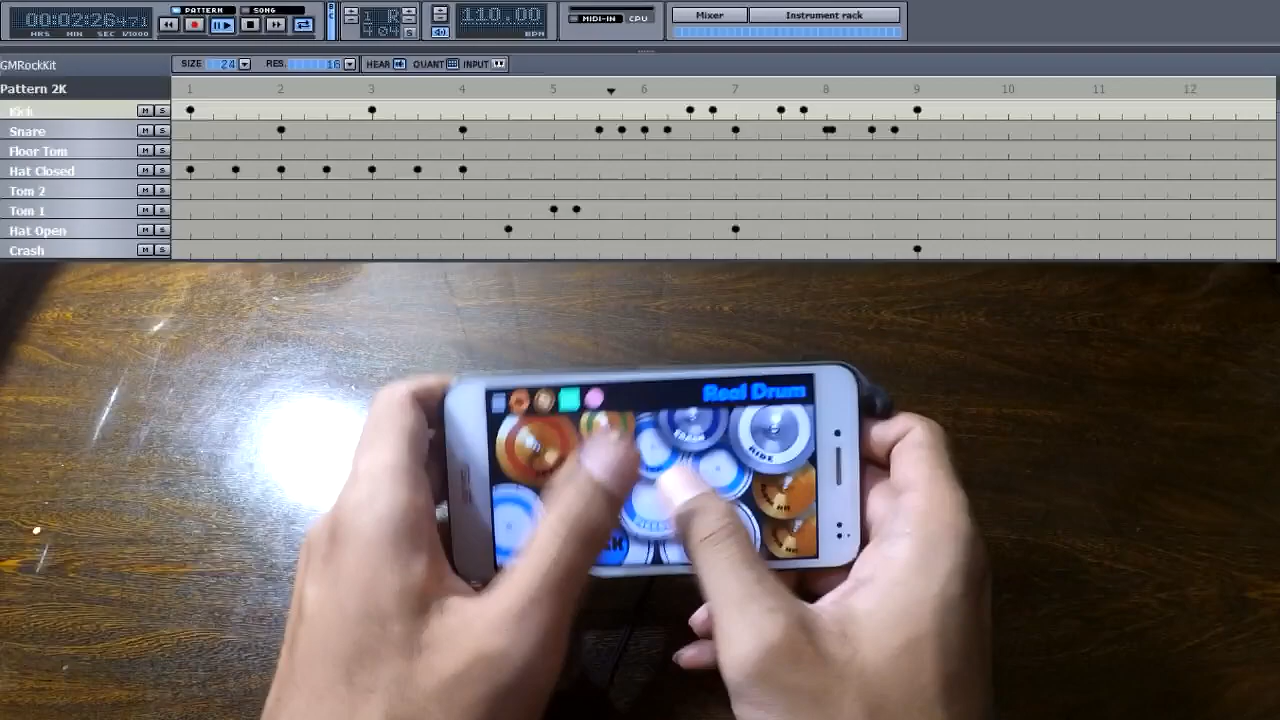 PATTERN SONG
00:02:26:471
HRS MIN SEC 1/1000
110.00
BPM
MIDI-IN CPU
Mixer Instrument rack
GMRockKit
SIZE 24 RES. 16 HEAR QUANT INPUT
Pattern 2K
1 2 3 4 5 6 7 8 9 10 11 12
Kick M S
Snare M S
Floor Tom M S
Hat Closed M S
Tom 2 M S
Tom 1 M S
Hat Open M S
Crash M S
Real Drum
CRASH
RIDE